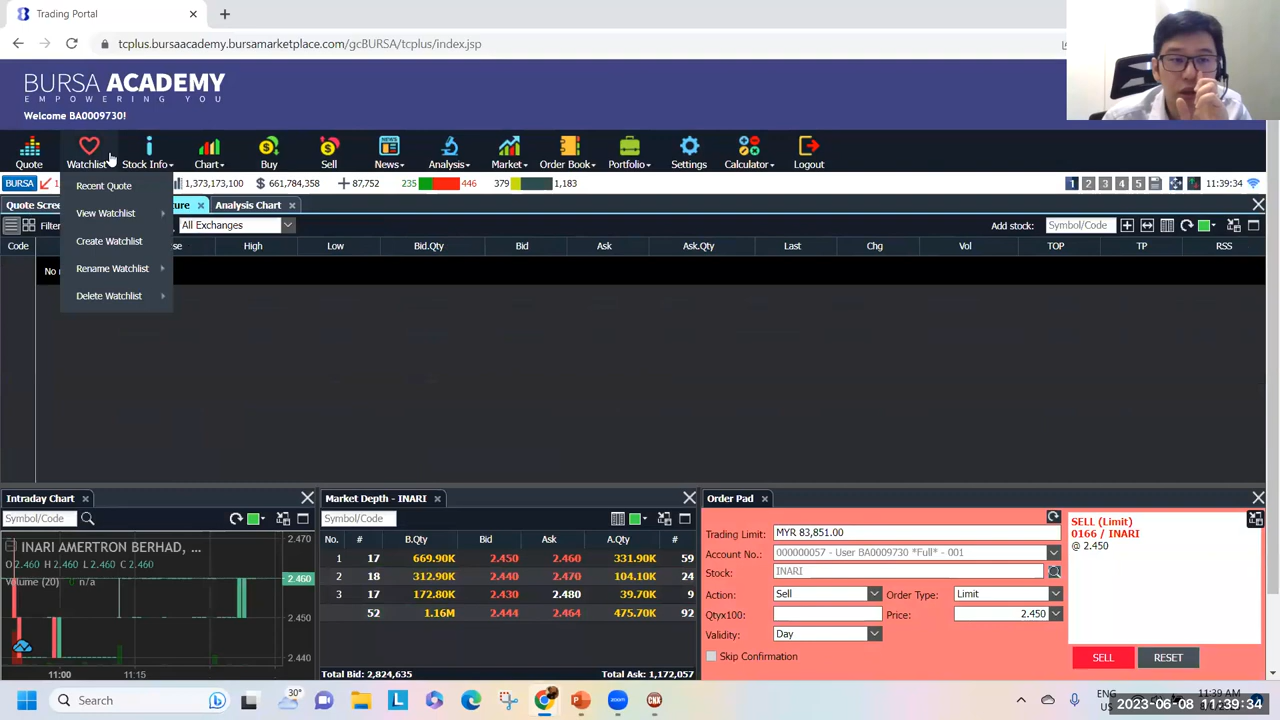 Trading Portal
tcplus.bursaacademy.bursamarketplace.com/gcBURSA/tcplus/index.jsp
BURSA ACADEMY
EMPOWERING YOU
Welcome BA0009730!
Quote Watchlist Stock Info Chart Buy Sell News Analysis Market Order Book Portfolio Settings Calculator Logout
BURSA 1,373,173,100 $ 661,784,358 + 87,752 235 446 379 1,183 1 2 3 4 5 11:39:34
Recent Quote
View Watchlist
Create Watchlist
Rename Watchlist
Delete Watchlist
Analysis Chart
All Exchanges Add stock: Symbol/Code
Code High Low Bid.Qty Bid Ask Ask.Qty Last Chg Vol TOP TP RSS
Intraday Chart
Symbol/Code
INARI AMERTRON BERHAD, ...
O 2.460 H 2.460 L 2.460 C 2.460
Volume (20) 0 n/a
2.470
2.460
2.450
2.440
11:00 11:15
Market Depth - INARI
Symbol/Code
No. # B.Qty Bid Ask A.Qty #
1 17 669.90K 2.450 2.460 331.90K 59
2 18 312.90K 2.440 2.470 104.10K 24
3 17 172.80K 2.430 2.480 39.70K 9
52 1.16M 2.444 2.464 475.70K 92
Total Bid: 2,824,635 Total Ask: 1,172,057
Order Pad
Trading Limit: MYR 83,851.00
Account No.: 000000057 - User BA0009730 *Full* - 001
Stock: INARI
Action: Sell Order Type: Limit
Qtyx100: Price: 2.450
Validity: Day
Skip Confirmation
SELL (Limit)
0166 / INARI
@ 2.450
SELL RESET
Search
30°
ENG
US
11:39 AM
2023-06-08 11:39:34